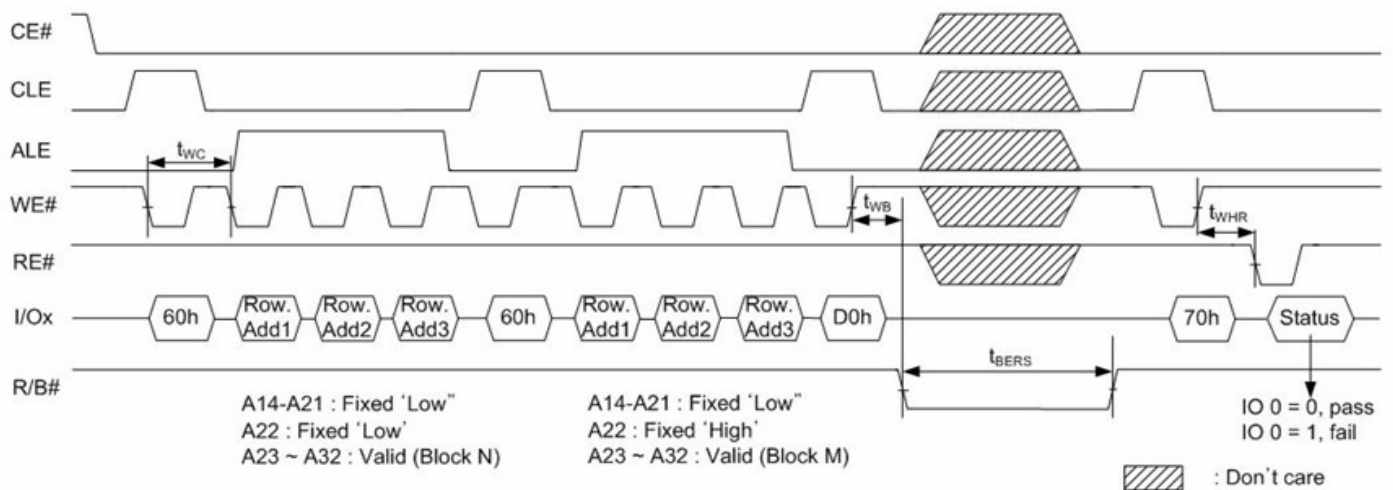 CE#
CLE
ALE
tWC
WE#
tWB
tWHR
RE#
I/Ox
60h
Row. Add1
Row. Add2
Row. Add3
60h
Row. Add1
Row. Add2
Row. Add3
D0h
70h
Status
tBERS
R/B#
A14-A21 : Fixed 'Low"
A22 : Fixed 'Low'
A23 ~ A32 : Valid (Block N)
A14-A21 : Fixed 'Low"
A22 : Fixed 'High'
A23 ~ A32 : Valid (Block M)
IO 0 = 0, pass
IO 0 = 1, fail
: Don't care